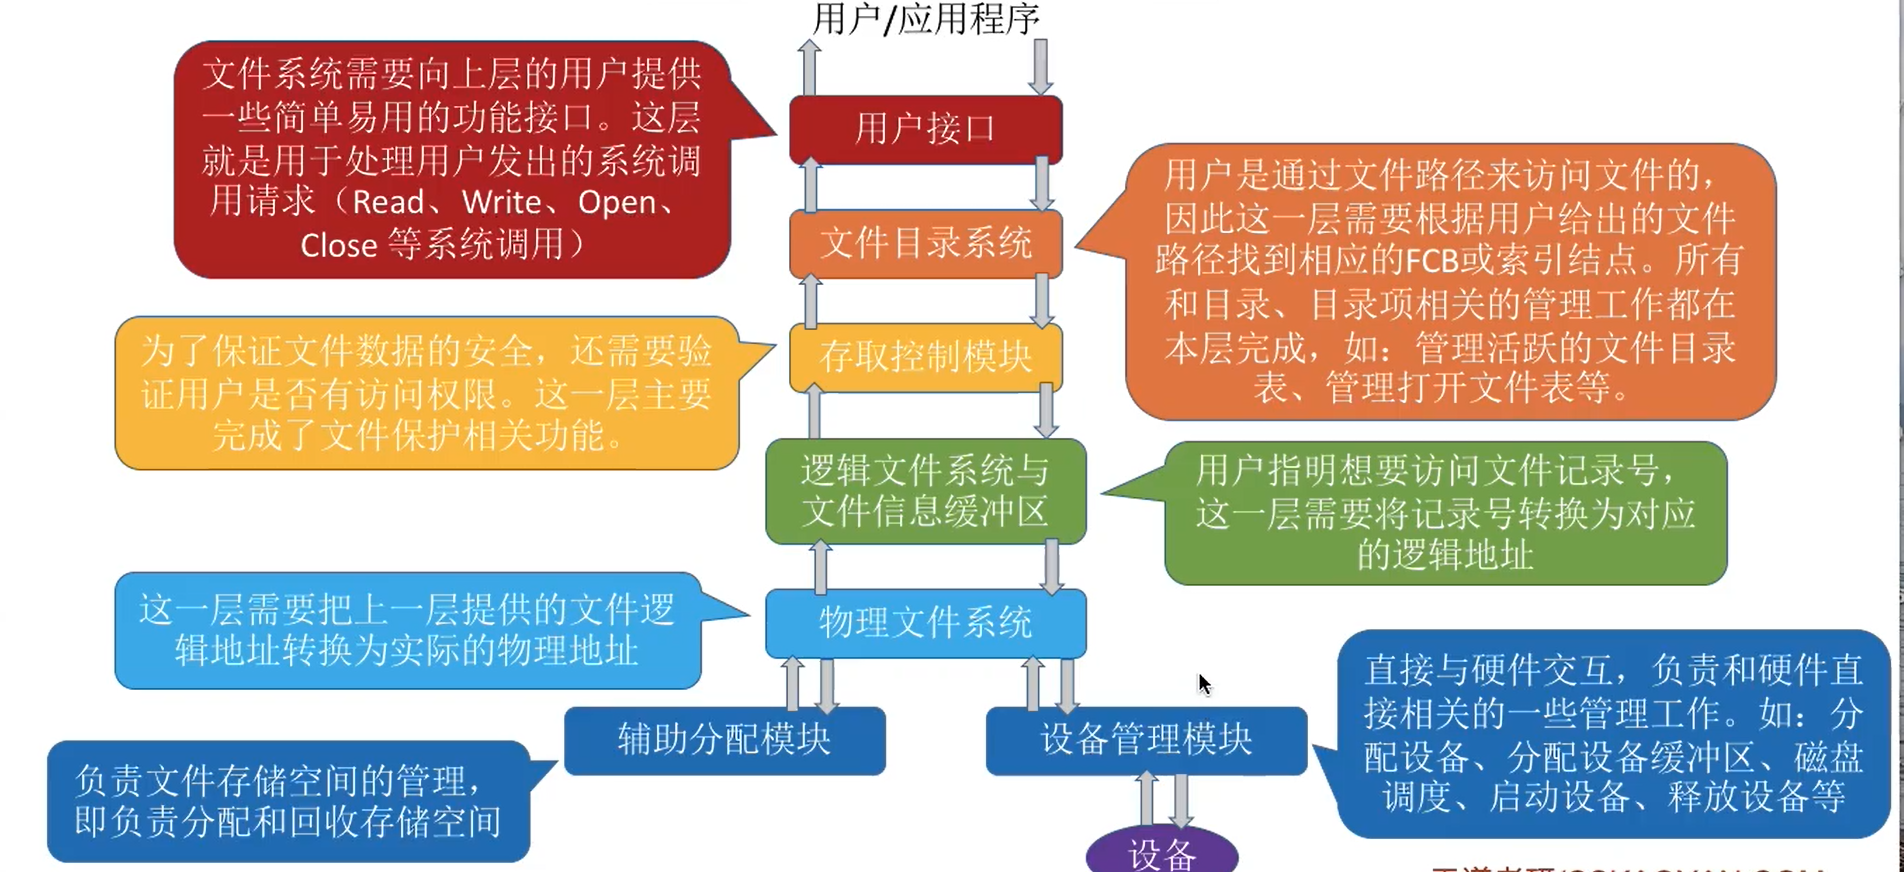 用户/应用程序
文件系统需要向上层的用户提供
一些简单易用的功能接口。这层
就是用于处理用户发出的系统调
用请求（Read、Write、Open、
Close 等系统调用）
用户接口
用户是通过文件路径来访问文件的，
因此这一层需要根据用户给出的文件
路径找到相应的FCB或索引结点。所有
和目录、目录项相关的管理工作都在
本层完成，如：管理活跃的文件目录
表、管理打开文件表等。
文件目录系统
为了保证文件数据的安全，还需要验
证用户是否有访问权限。这一层主要
完成了文件保护相关功能。
存取控制模块
逻辑文件系统与
文件信息缓冲区
用户指明想要访问文件记录号，
这一层需要将记录号转换为对应
的逻辑地址
这一层需要把上一层提供的文件逻
辑地址转换为实际的物理地址
物理文件系统
辅助分配模块
设备管理模块
直接与硬件交互，负责和硬件直
接相关的一些管理工作。如：分
配设备、分配设备缓冲区、磁盘
调度、启动设备、释放设备等
负责文件存储空间的管理，
即负责分配和回收存储空间
设备